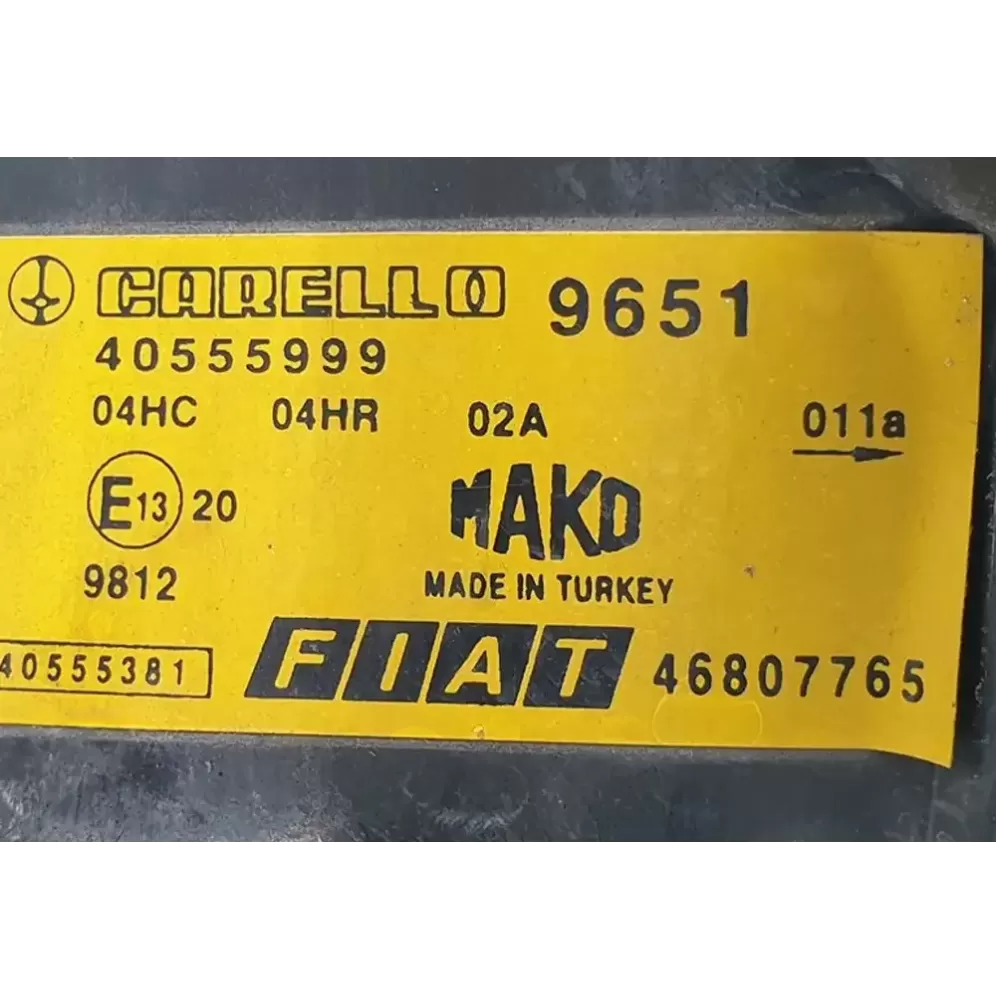 CARELLO 9651
40555999
04HC 04HR 02A 011a
E13 20
MAKO
9812
MADE IN TURKEY
40555381
FIAT 46807765